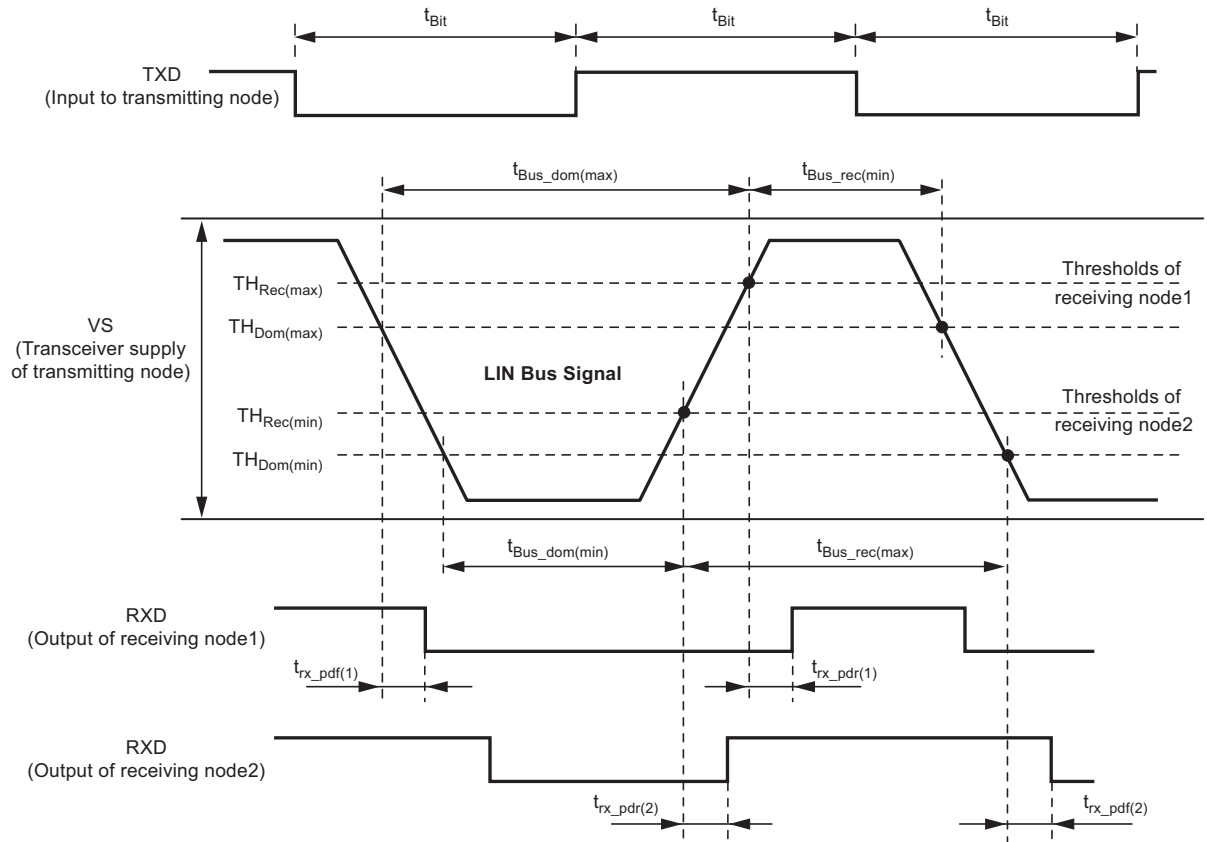 tBit tBit tBit
TXD
(Input to transmitting node)
tBus_dom(max) tBus_rec(min)
THRec(max)
THDom(max)
Thresholds of
receiving node1
VS
(Transceiver supply
of transmitting node)
LIN Bus Signal
THRec(min)
THDom(min)
Thresholds of
receiving node2
tBus_dom(min) tBus_rec(max)
RXD
(Output of receiving node1)
trx_pdf(1) trx_pdr(1)
RXD
(Output of receiving node2)
trx_pdr(2) trx_pdf(2)